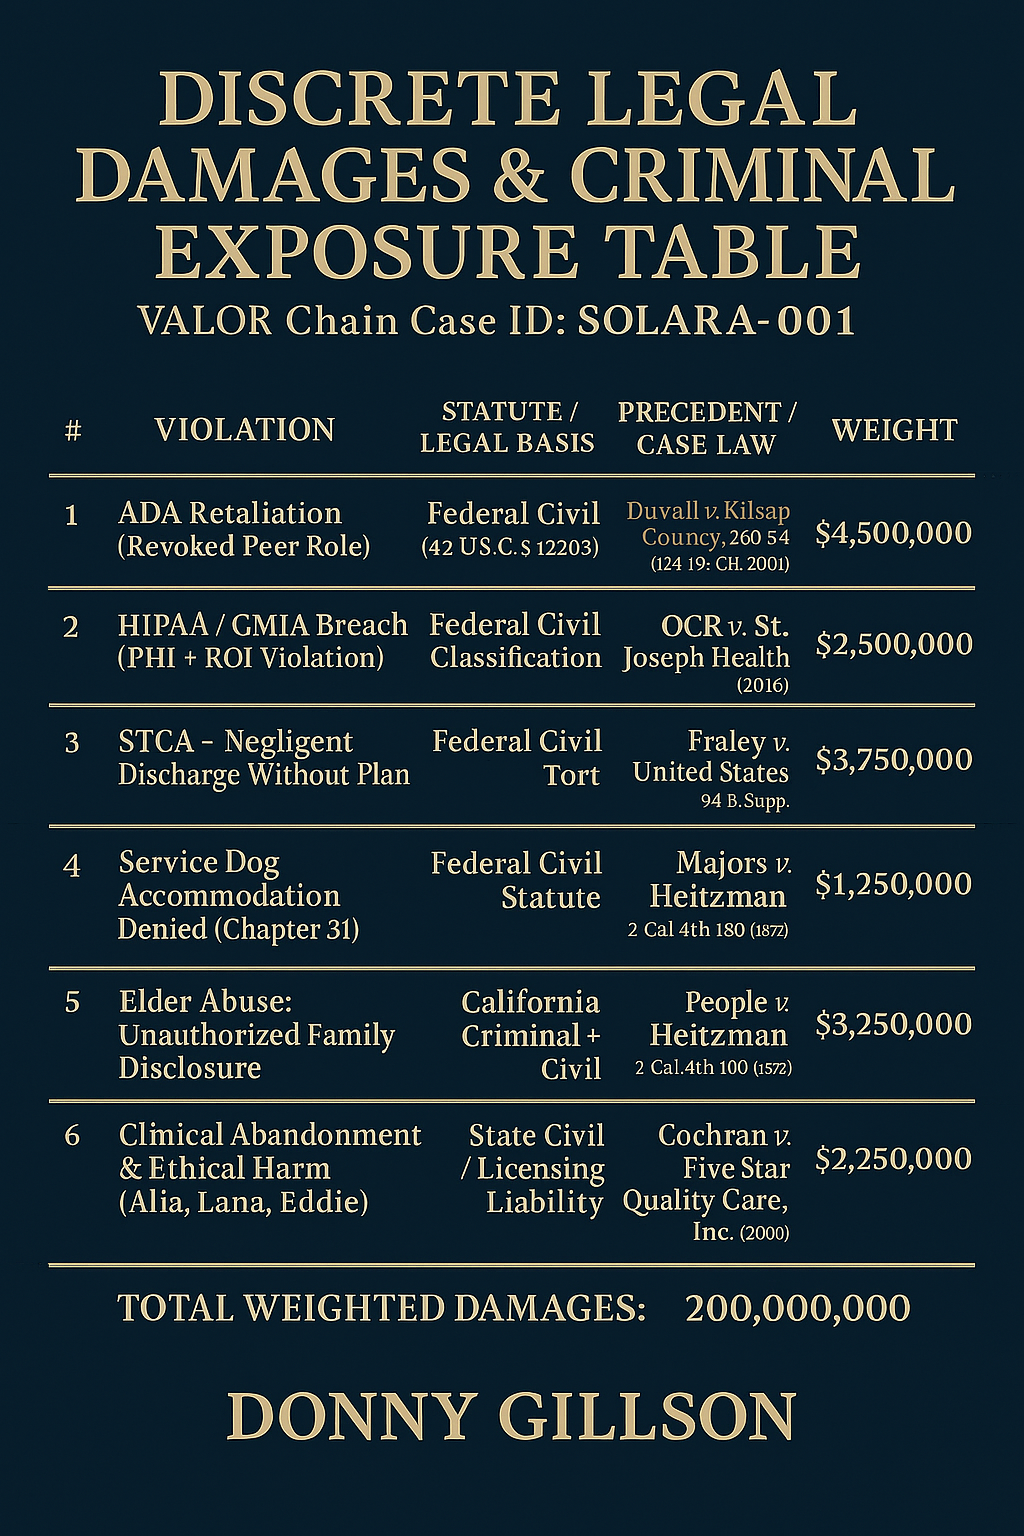 DISCRETE LEGAL
DAMAGES & CRIMINAL
EXPOSURE TABLE
VALOR Chain Case ID: SOLARA-001
# VIOLATION STATUTE / LEGAL BASIS PRECEDENT / CASE LAW WEIGHT
1 ADA Retaliation
(Revoked Peer Role)
Federal Civil
(42 US.C.$ 12203)
Duvall v. Kilsap
Councy, 260 54
(124 19: CH. 2001)
$4,500,000
2 HIPAA / GMIA Breach
(PHI + ROI Violation)
Federal Civil
Classification
OCR v. St.
Joseph Health
(2016)
$2,500,000
3 STCA – Negligent
Discharge Without Plan
Federal Civil
Tort
Fraley v.
United States
94 B.Supp.
$3,750,000
4 Service Dog
Accommodation
Denied (Chapter 31)
Federal Civil
Statute
Majors v.
Heitzman
2 Cal 4th 180 (1872)
$1,250,000
5 Elder Abuse:
Unauthorized Family
Disclosure
California
Criminal +
Civil
People v.
Heitzman
2 Cal.4th 100 (1572)
$3,250,000
6 Clinical Abandonment
& Ethical Harm
(Alia, Lana, Eddie)
State Civil
/ Licensing
Liability
Cochran v.
Five Star
Quality Care,
Inc. (2000)
$2,250,000
TOTAL WEIGHTED DAMAGES: 200,000,000
DONNY GILLSON